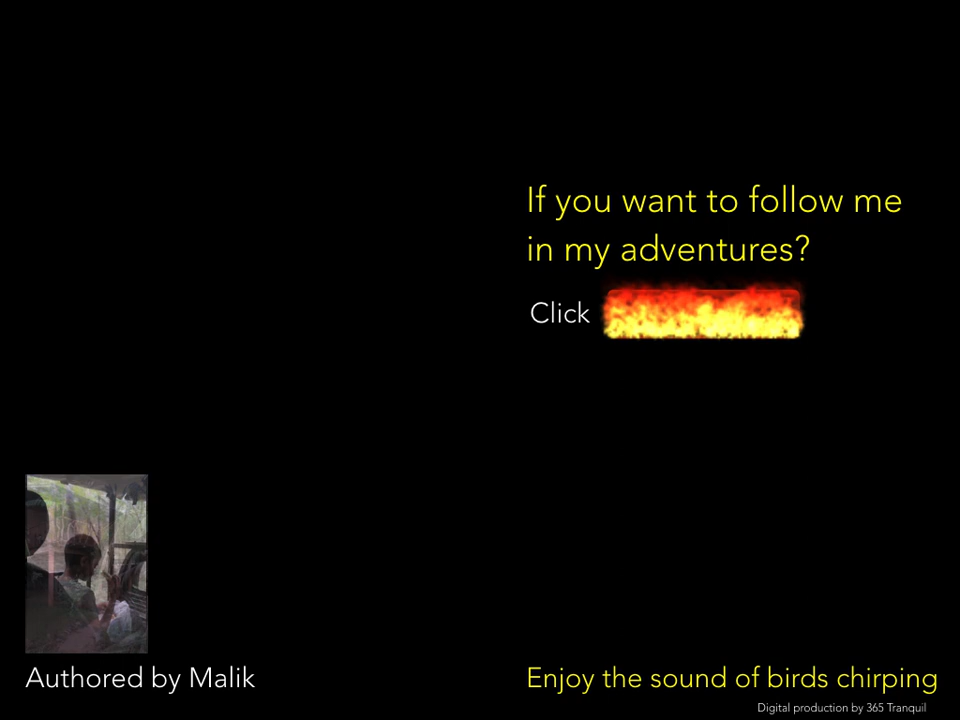 If you want to follow me
in my adventures?
Click
Authored by Malik
Enjoy the sound of birds chirping
Digital production by 365 Tranquil